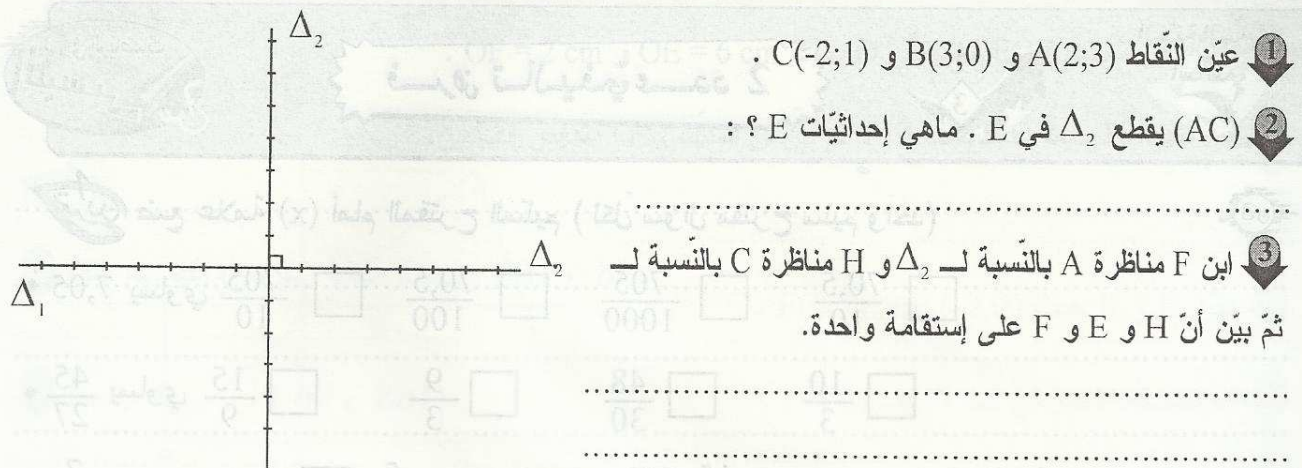 Δ₂
1 عيّن النّقاط A(2;3) و B(3;0) و C(-2;1) .
2 (AC) يقطع Δ₂ في E . ماهي إحداثيّات E ؟ :
................................................................
3 ابن F مناظرة A بالنّسبة لـ Δ₂ و H مناظرة C بالنّسبة لـ Δ₂
Δ₁
ثمّ بيّن أنّ H و E و F على إستقامة واحدة.
................................................................
................................................................